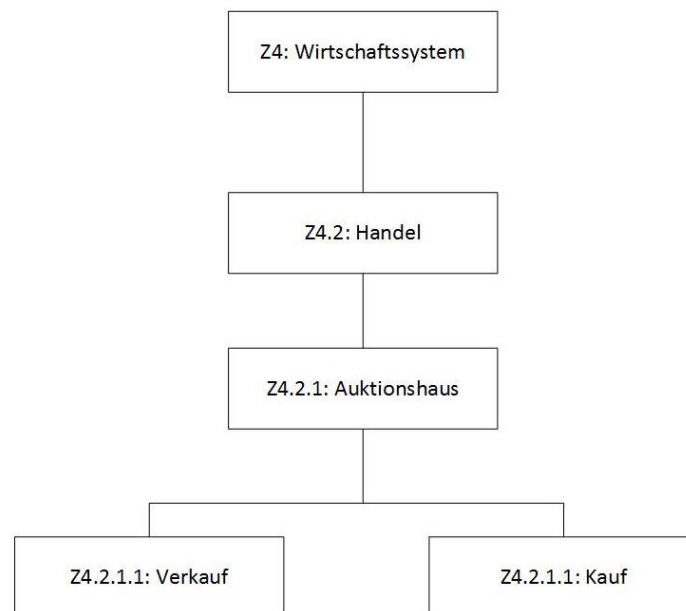 Z4: Wirtschaftssystem
Z4.2: Handel
Z4.2.1: Auktionshaus
Z4.2.1.1: Verkauf
Z4.2.1.1: Kauf